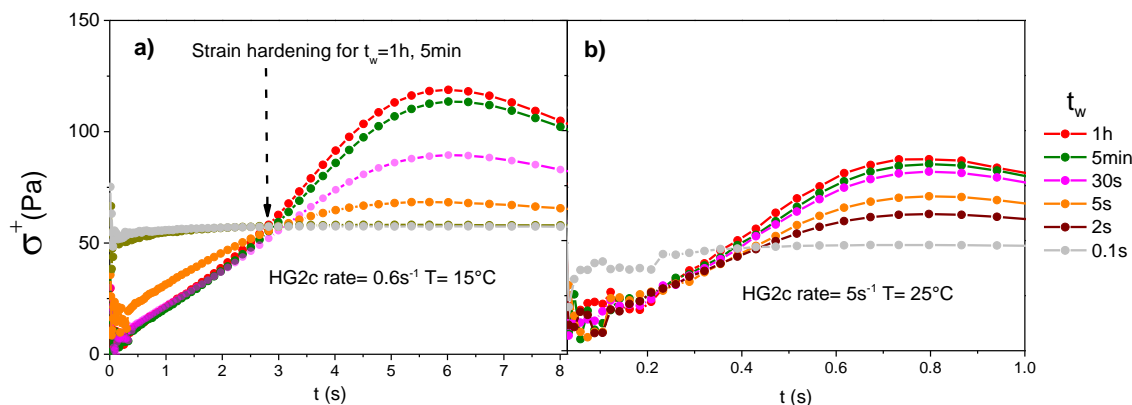 a)
Strain hardening for t_w=1h, 5min
HG2c rate= 0.6s⁻¹ T= 15°C
σ⁺(Pa)
150
100
50
0
0 1 2 3 4 5 6 7 8
t (s)
b)
HG2c rate= 5s⁻¹ T= 25°C
0.2 0.4 0.6 0.8 1.0
t (s)
t_w
1h
5min
30s
5s
2s
0.1s